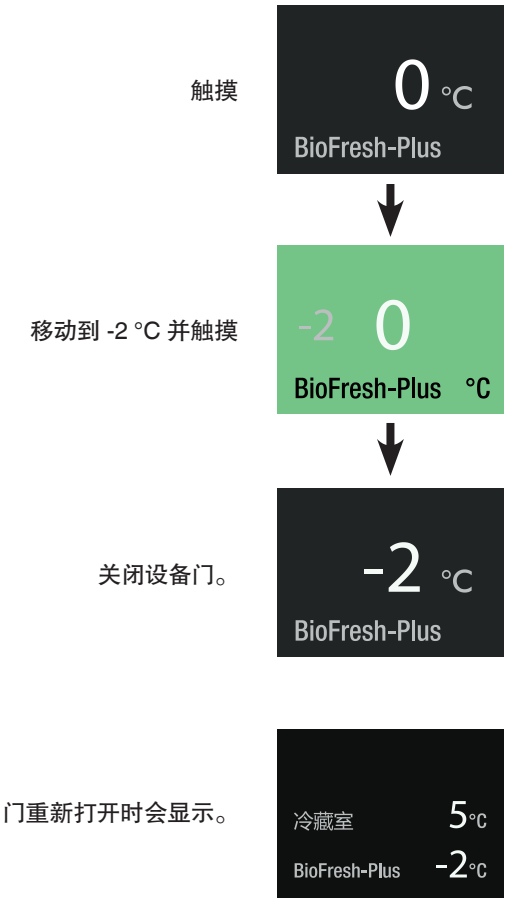 触摸
0 °C
BioFresh-Plus
移动到 -2 °C 并触摸
-2 0
BioFresh-Plus °C
关闭设备门。
-2 °C
BioFresh-Plus
门重新打开时会显示。
冷藏室 5°C
BioFresh-Plus -2°C